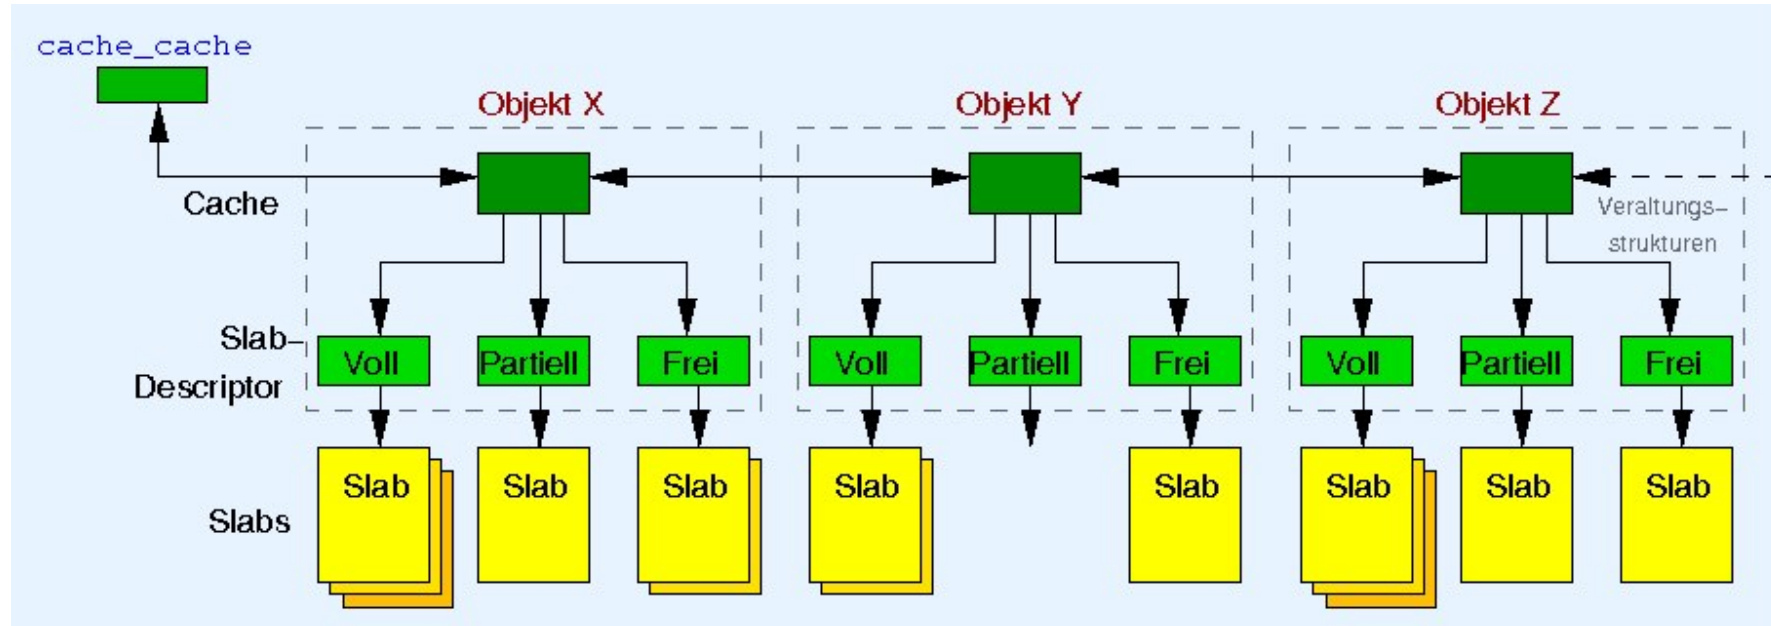 cache_cache
Objekt X
Objekt Y
Objekt Z
Cache
Veraltungs–
strukturen
Slab–
Descriptor
Voll
Partiell
Frei
Voll
Partiell
Frei
Voll
Partiell
Frei
Slabs
Slab
Slab
Slab
Slab
Slab
Slab
Slab
Slab